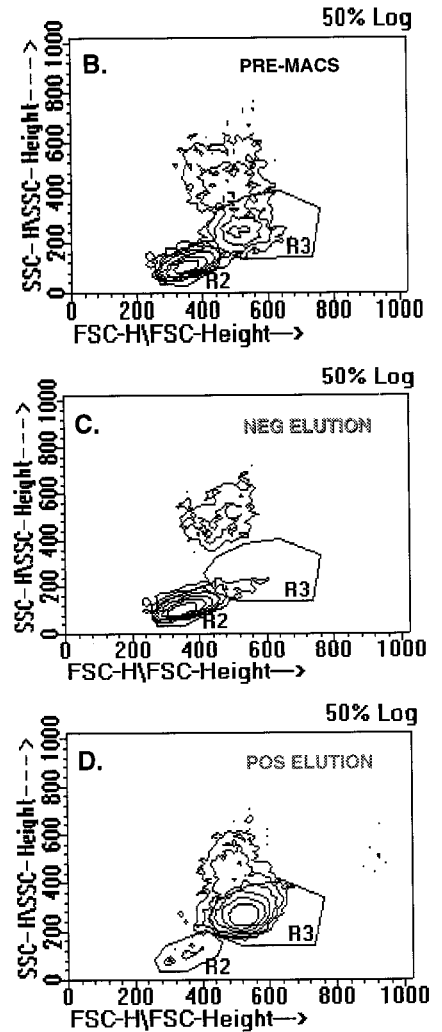 50% Log
B.
PRE-MACS
SSC-H\SSC-Height---->
0 200 400 600 800 1000
R2
R3
0 200 400 600 800 1000
FSC-H\FSC-Height-->
50% Log
C.
NEG ELUTION
SSC-H\SSC-Height---->
0 200 400 600 800 1000
R2
R3
0 200 400 600 800 1000
FSC-H\FSC-Height-->
50% Log
D.
POS ELUTION
SSC-H\SSC-Height---->
0 200 400 600 800 1000
R2
R3
0 200 400 600 800 1000
FSC-H\FSC-Height-->